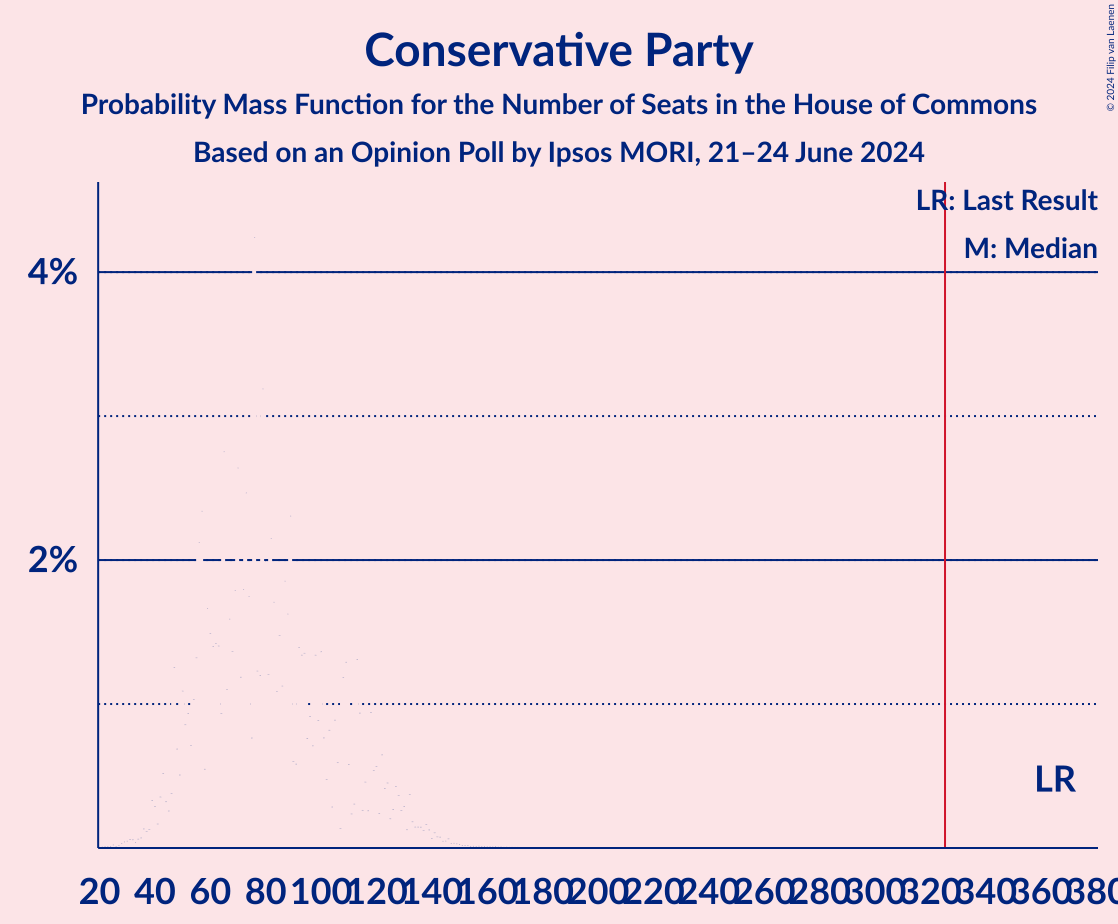 Conservative Party
Probability Mass Function for the Number of Seats in the House of Commons
Based on an Opinion Poll by Ipsos MORI, 21–24 June 2024
© 2024 Filip van Laenen
LR: Last Result
M: Median
4%
2%
LR
20 40 60 80 100 120 140 160 180 200 220 240 260 280 300 320 340 360 380